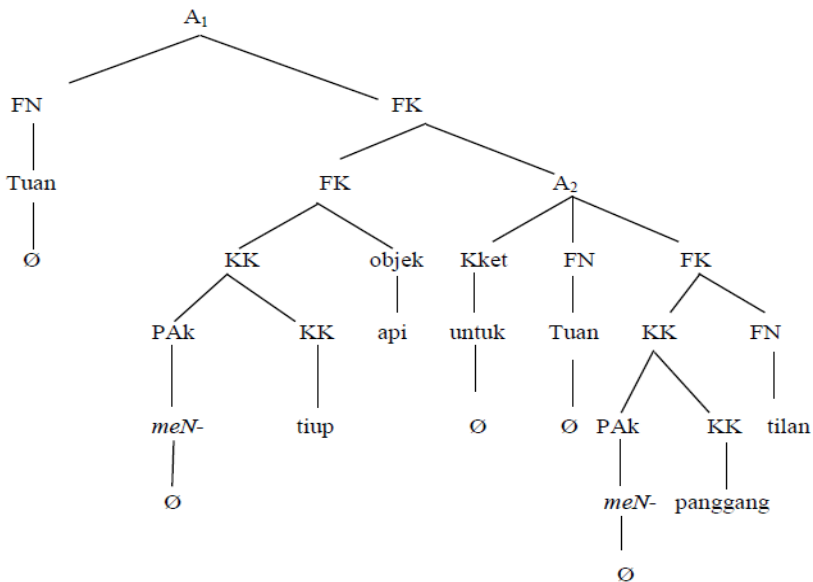 A₁
FN FK
Tuan FK A₂
Ø KK objek Kket FN FK
PAk KK api untuk Tuan KK FN
meN- tiup Ø Ø PAk KK tilan
Ø meN- panggang
Ø